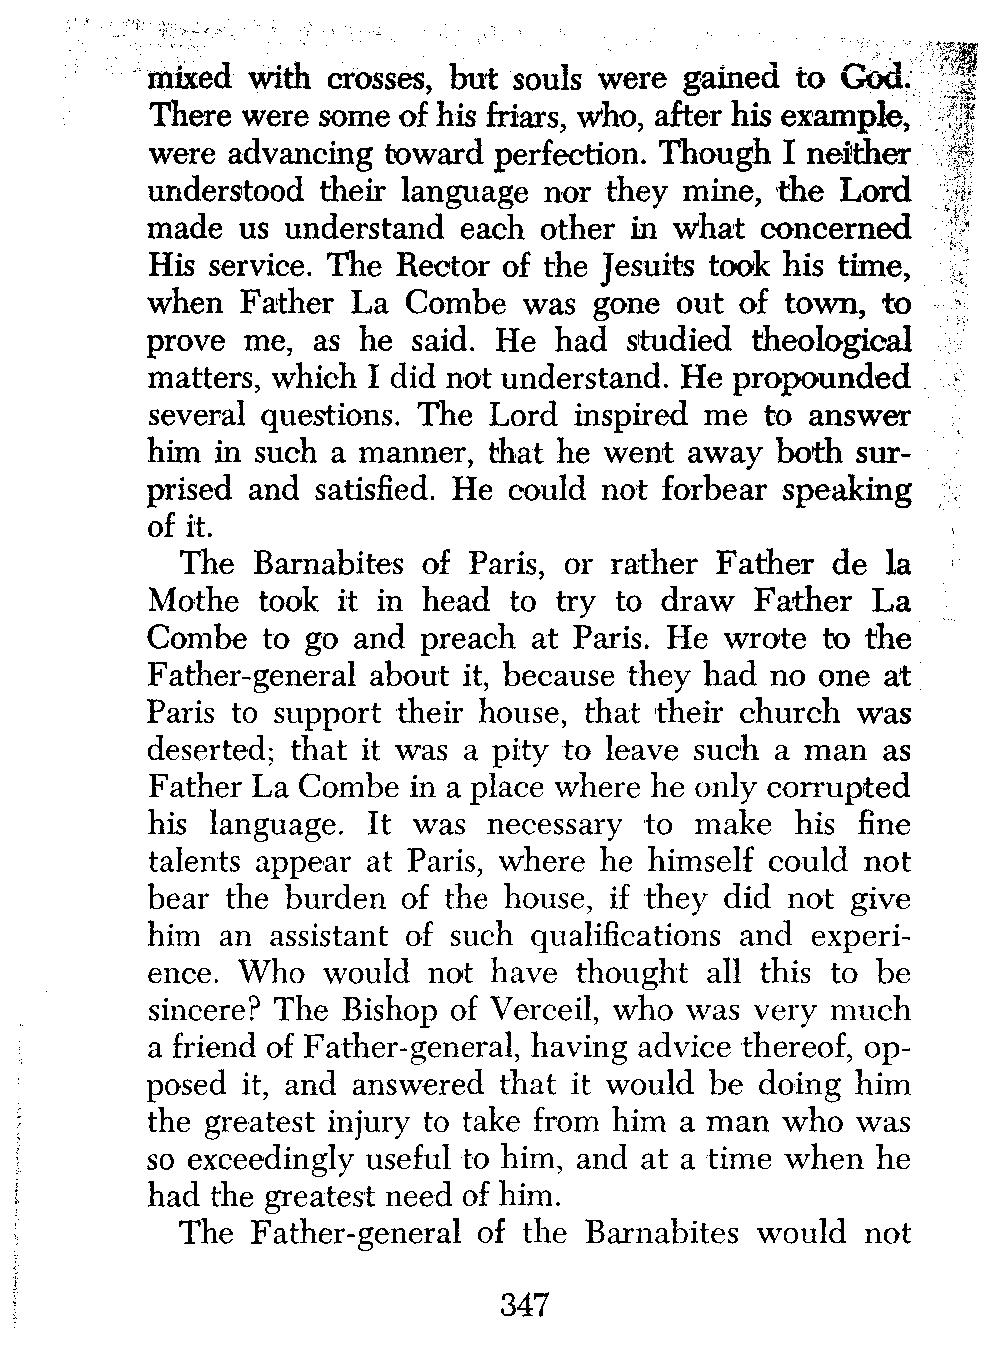 mixed with crosses, but souls were gained to God.
There were some of his friars, who, after his example,
were advancing toward perfection. Though I neither
understood their language nor they mine, the Lord
made us understand each other in what concerned
His service. The Rector of the Jesuits took his time,
when Father La Combe was gone out of town, to
prove me, as he said. He had studied theological
matters, which I did not understand. He propounded
several questions. The Lord inspired me to answer
him in such a manner, that he went away both sur-
prised and satisfied. He could not forbear speaking
of it.
The Barnabites of Paris, or rather Father de la
Mothe took it in head to try to draw Father La
Combe to go and preach at Paris. He wrote to the
Father-general about it, because they had no one at
Paris to support their house, that their church was
deserted; that it was a pity to leave such a man as
Father La Combe in a place where he only corrupted
his language. It was necessary to make his fine
talents appear at Paris, where he himself could not
bear the burden of the house, if they did not give
him an assistant of such qualifications and experi-
ence. Who would not have thought all this to be
sincere? The Bishop of Verceil, who was very much
a friend of Father-general, having advice thereof, op-
posed it, and answered that it would be doing him
the greatest injury to take from him a man who was
so exceedingly useful to him, and at a time when he
had the greatest need of him.
The Father-general of the Barnabites would not
347